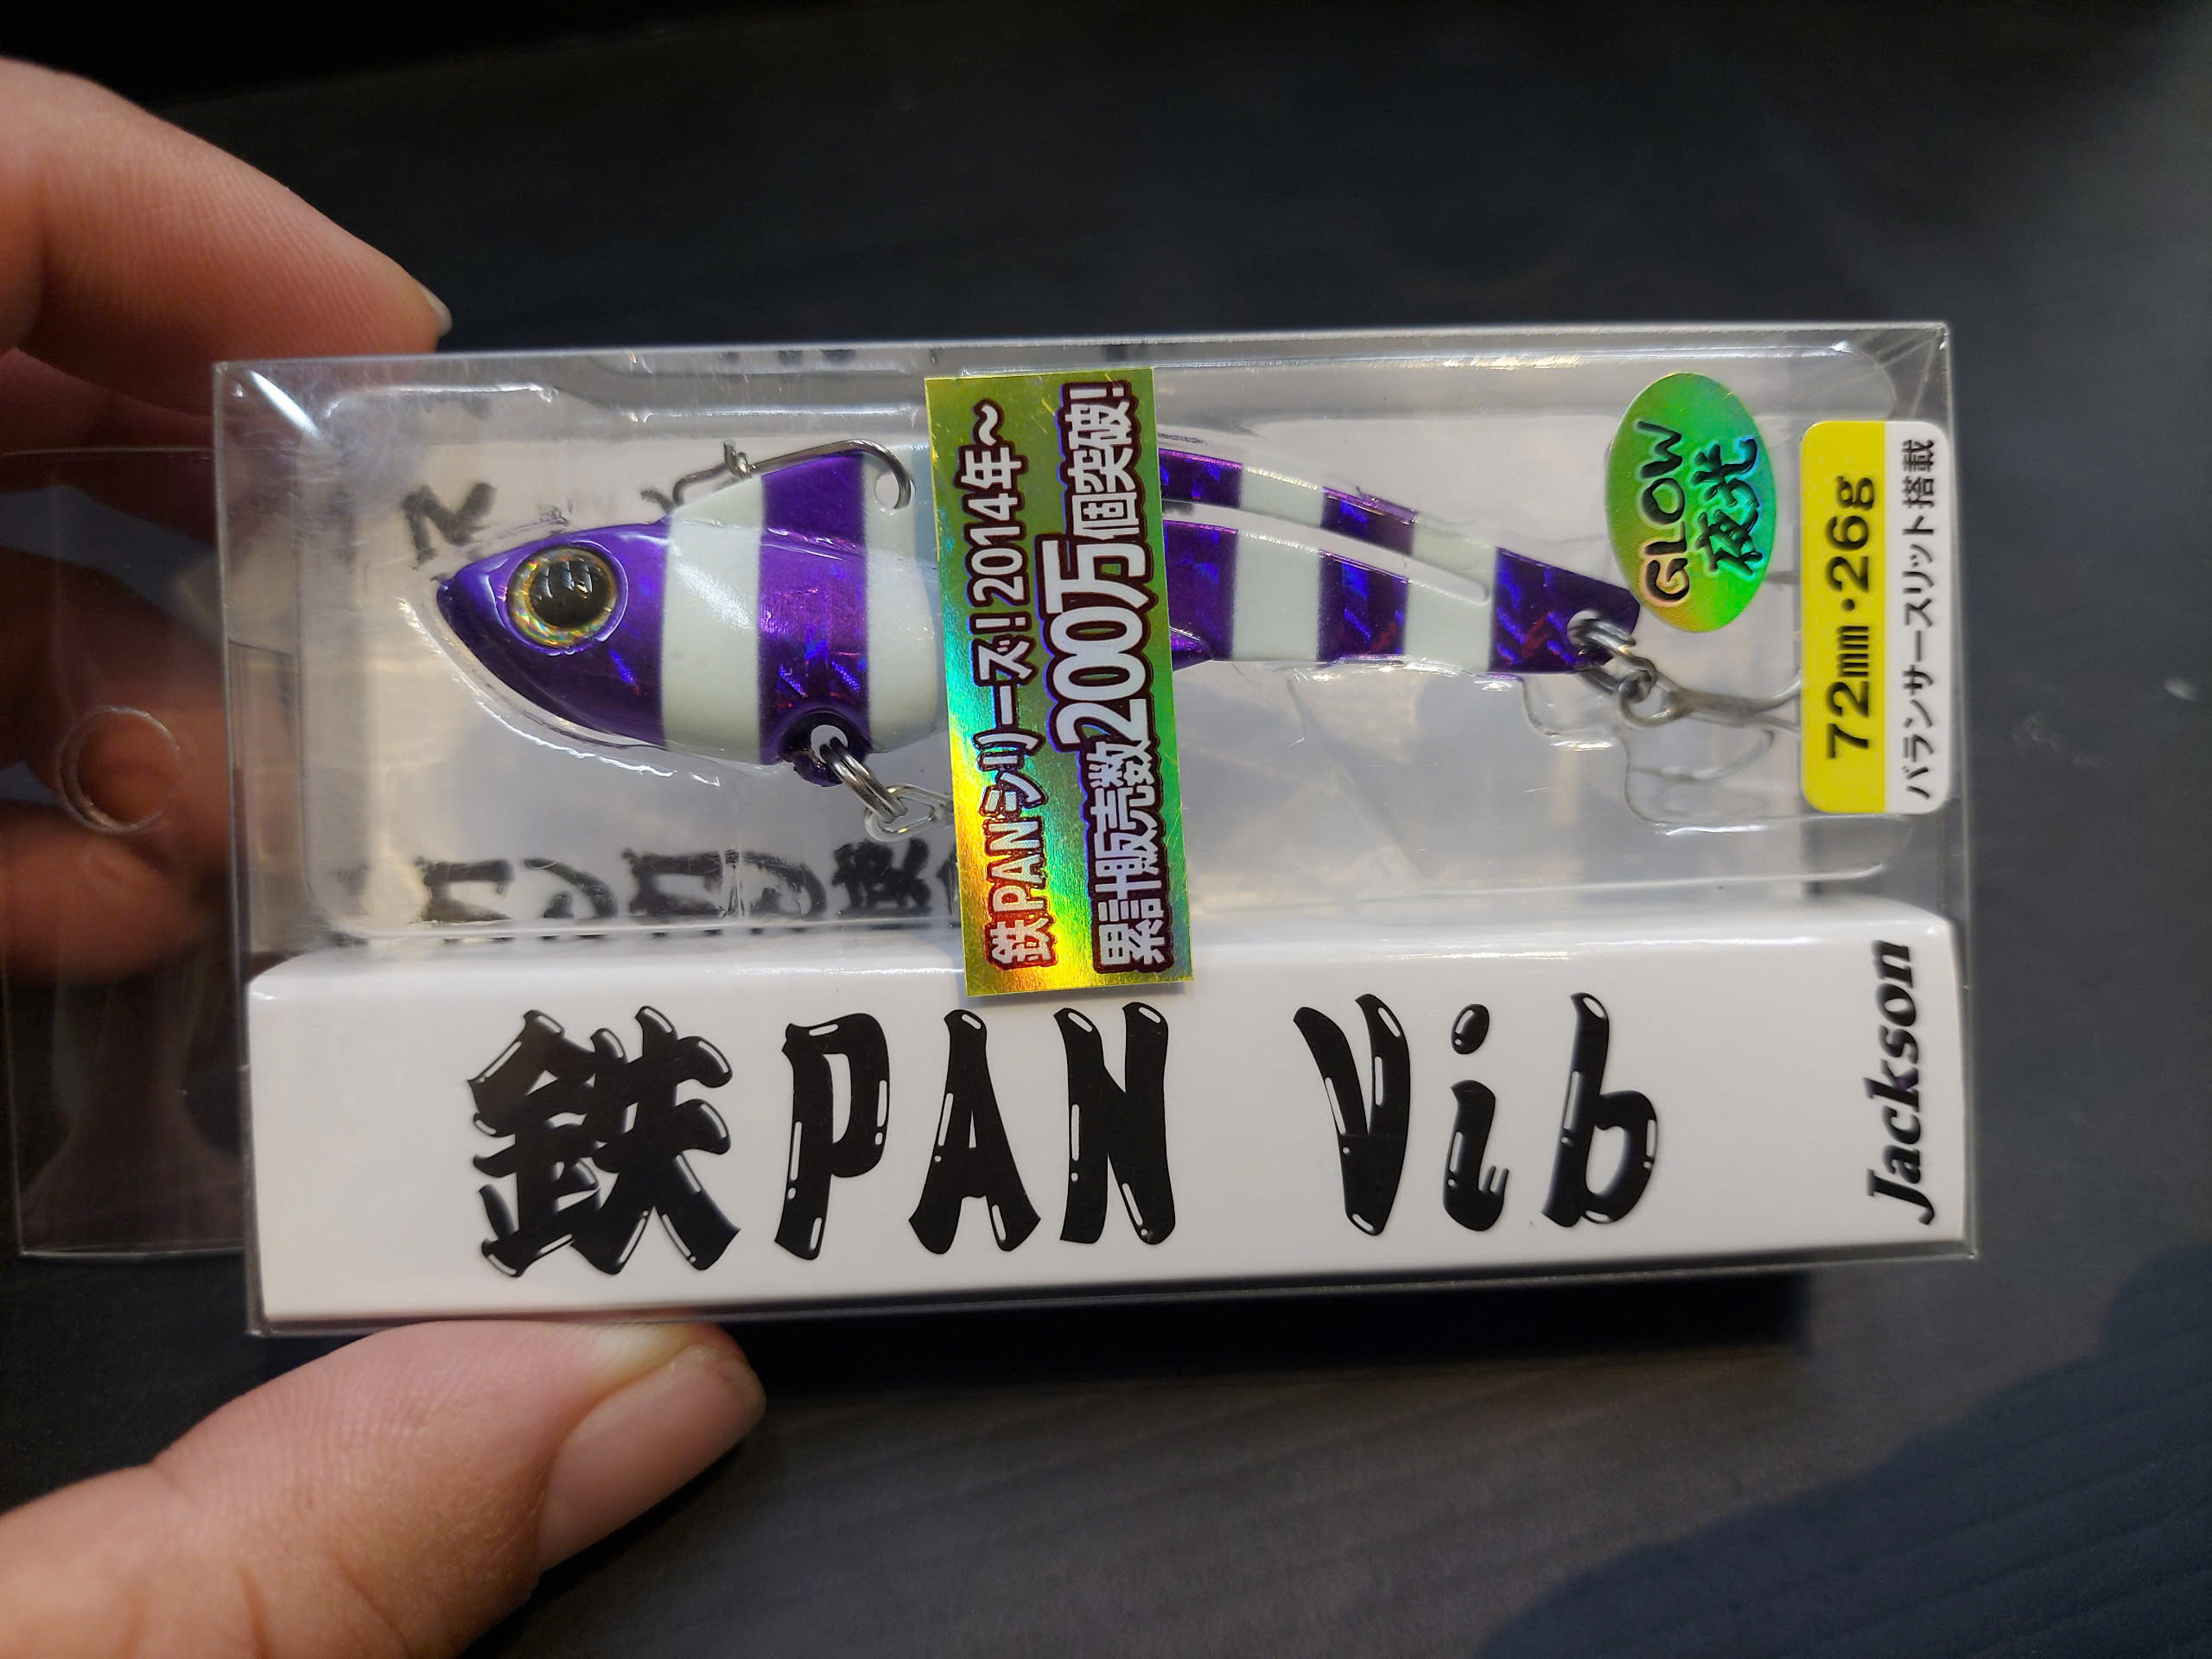 鉄PANシリーズ!2014年~
累計販売数200万個突破!
GLOW
夜光
72mm・26g
バランサースリット搭載
鉄PAN Vib
Jackson